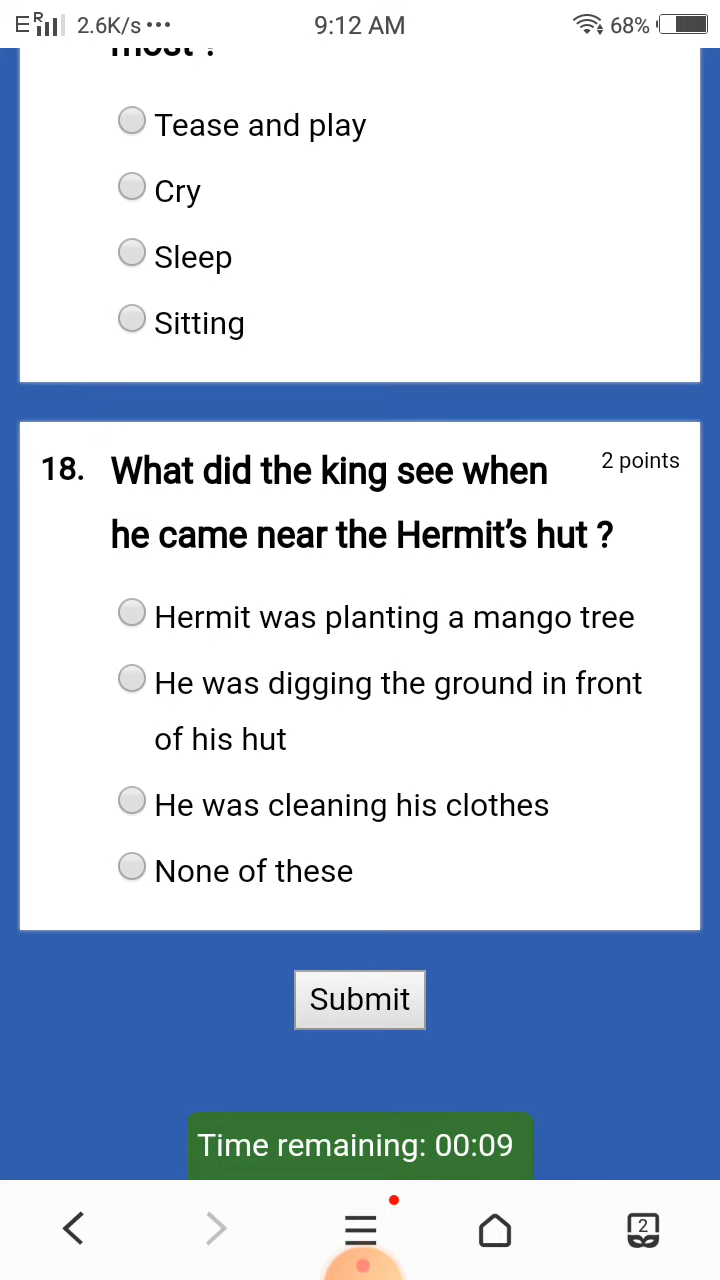 2.6K/s ... 9:12 AM 68%
most ?
Tease and play
Cry
Sleep
Sitting
18. What did the king see when 2 points
he came near the Hermit's hut ?
Hermit was planting a mango tree
He was digging the ground in front
of his hut
He was cleaning his clothes
None of these
Submit
Time remaining: 00:09
2